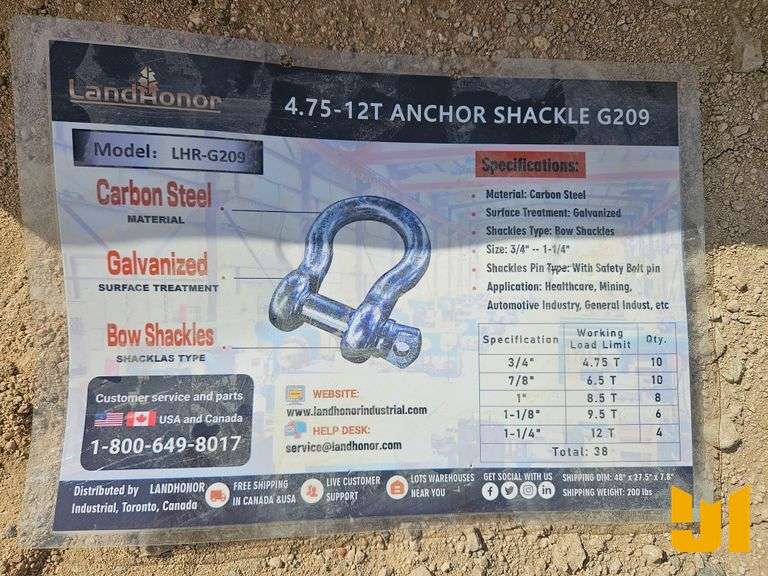 LandHonor
4.75-12T ANCHOR SHACKLE G209
Model: LHR-G209
Carbon Steel
MATERIAL
Galvanized
SURFACE TREATMENT
Bow Shackles
SHACKLAS TYPE
Specifications:
Material: Carbon Steel
Surface Treatment: Galvanized
Shackles Type: Bow Shackles
Size: 3/4" -- 1-1/4"
Shackles Pin Type: With Safety Bolt pin
Application: Healthcare, Mining,
Automotive Industry, General Indust, etc
Specification Working Load Limit Qty.
3/4" 4.75 T 10
7/8" 6.5 T 10
1" 8.5 T 8
1-1/8" 9.5 T 6
1-1/4" 12 T 4
Total: 38
Customer service and parts
USA and Canada
1-800-649-8017
WEBSITE:
www.landhonorindustrial.com
HELP DESK:
service@landhonor.com
Distributed by LANDHONOR
Industrial, Toronto, Canada
FREE SHIPPING
IN CANADA &USA
LIVE CUSTOMER
SUPPORT
LOTS WAREHOUSES
NEAR YOU
GET SOCIAL WITH US
SHIPPING DIM: 48" x 27.5" x 7.8"
SHIPPING WEIGHT: 200 lbs